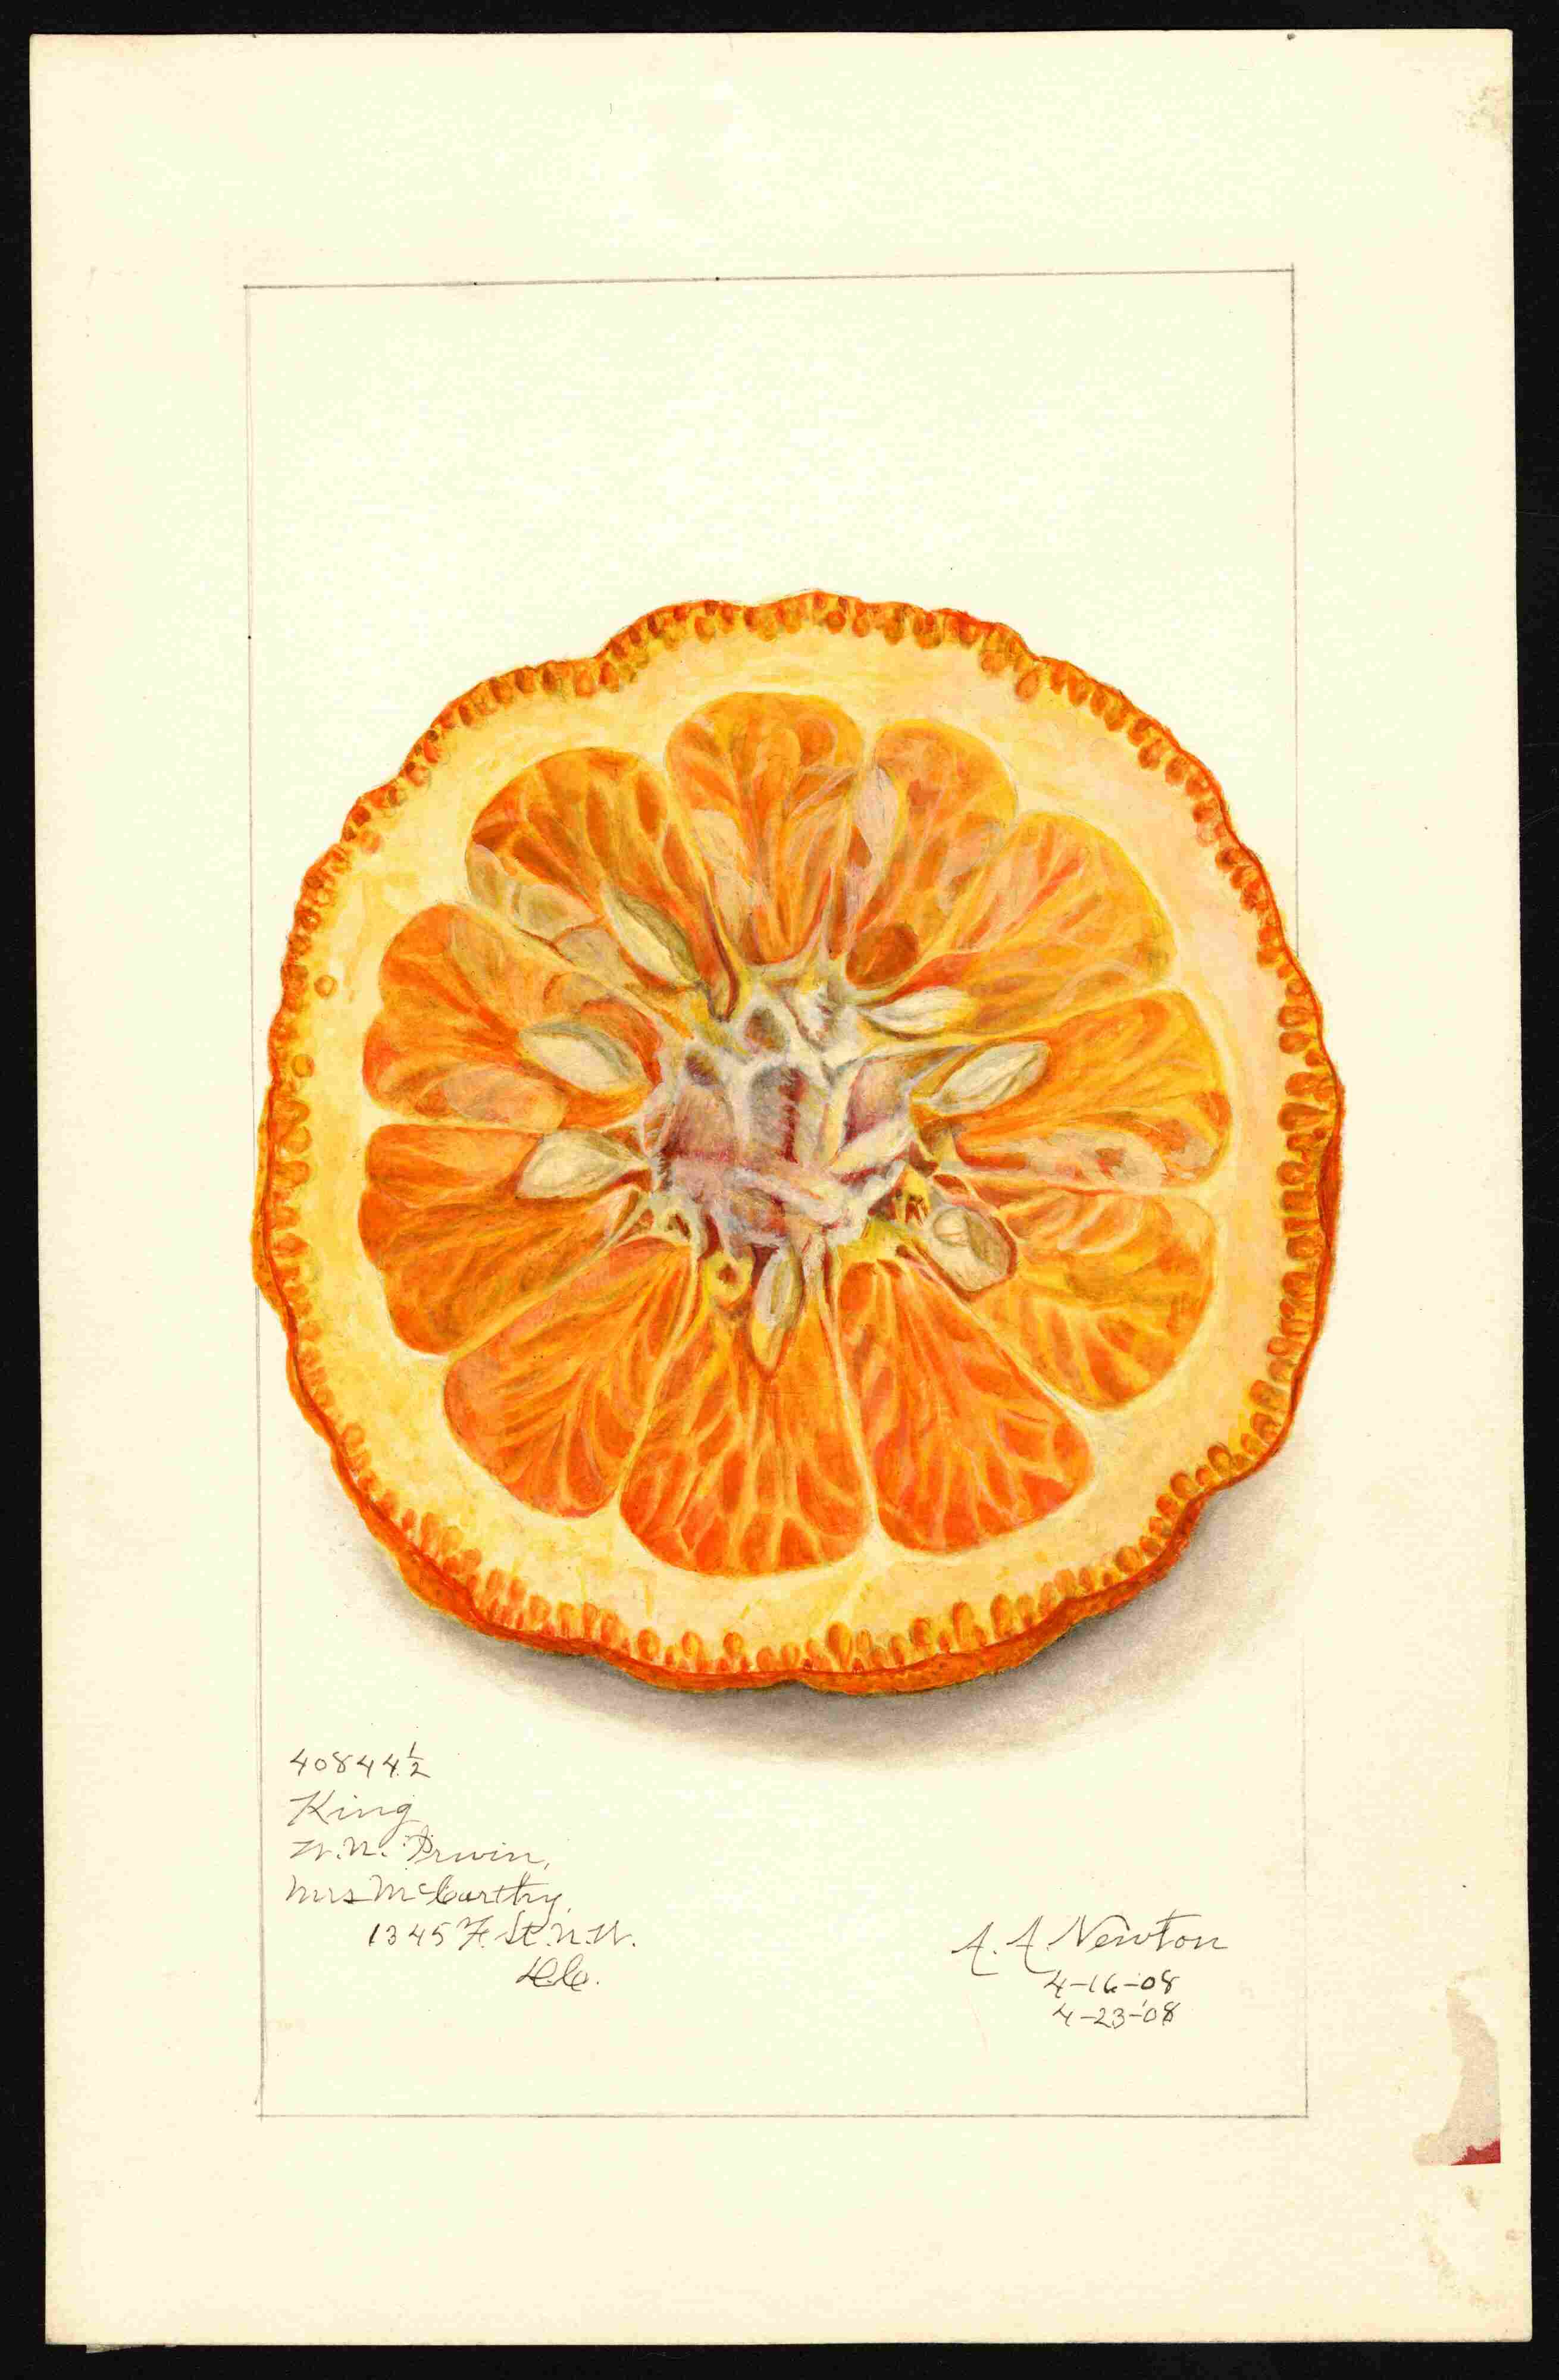 40844½
King
W.N. Irwin,
Mrs McCarthy,
1345 F. St. N.W.
D.C.
A. A. Newton
4-16-08
4-23-'08